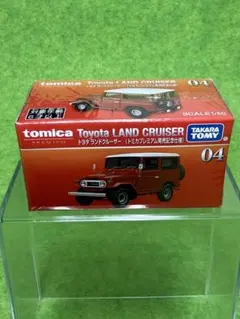 tomica
Toyota LAND CRUISER
04
SCALE 1/60
tomica
PREMIUM
Toyota LAND CRUISER
トヨタ ランドクルーザー (トミカプレミアム発売記念仕様)
TAKARA TOMY
04